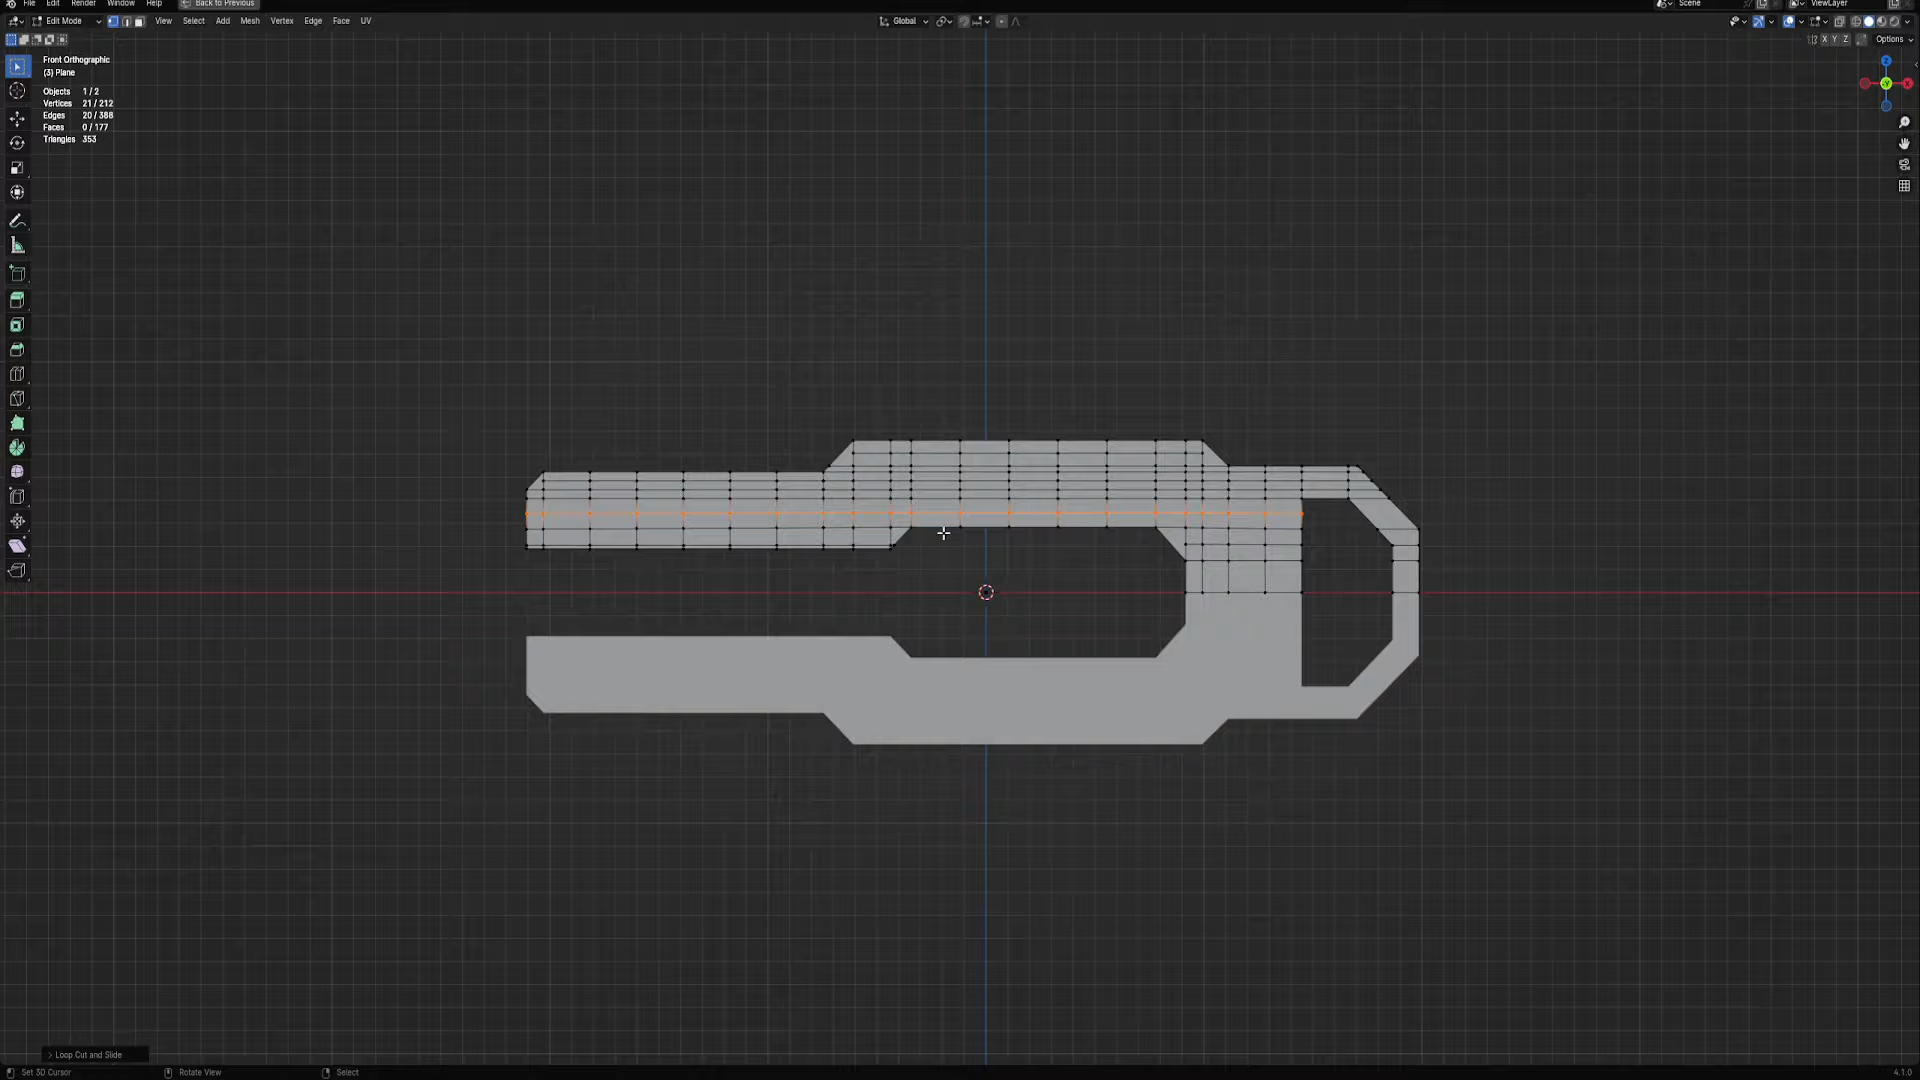 File Edit Render Window Help Back to Previous Scene ViewLayer
Edit Mode View Select Add Mesh Vertex Edge Face UV Global
X Y Z Options
Front Orthographic
(3) Plane
Objects 1 / 2
Vertices 21 / 212
Edges 20 / 388
Faces 0 / 177
Triangles 353
Z
Y
X
> Loop Cut and Slide
Set 3D Cursor Rotate View Select 4.1.0